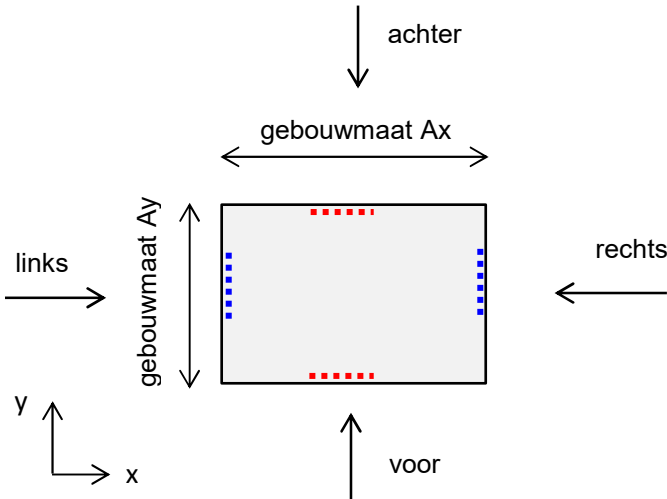 achter
gebouwmaat Ax
gebouwmaat Ay
links
rechts
y
x
voor